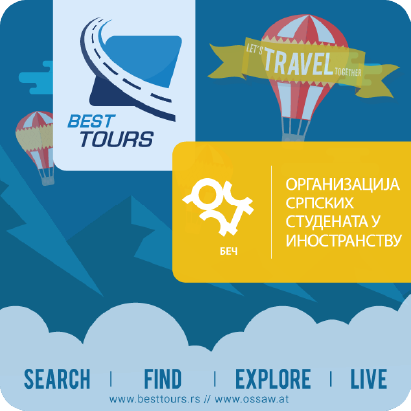 BEST
TOURS
LET'S
TRAVEL
TOGETHER
ОРГАНИЗАЦИЈА
СРПСКИХ
СТУДЕНАТА У
ИНОСТРАНСТВУ
БЕЧ
SEARCH | FIND | EXPLORE | LIVE
www.besttours.rs // www.ossaw.at